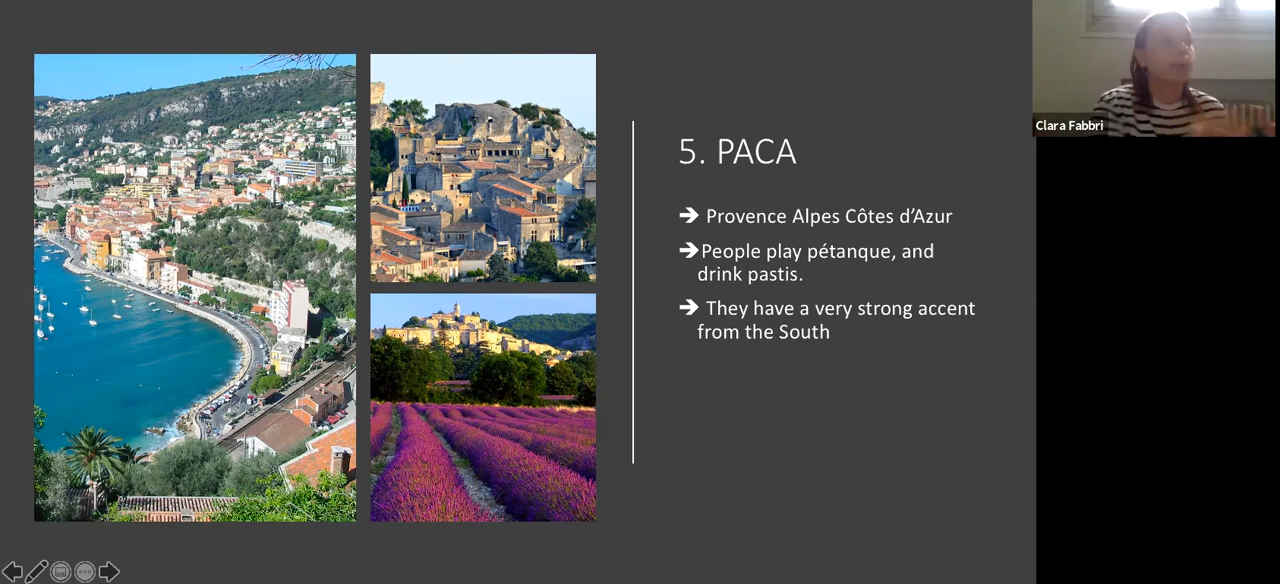 5. PACA
→ Provence Alpes Côtes d’Azur
→ People play pétanque, and
drink pastis.
→ They have a very strong accent
from the South
Clara Fabbri